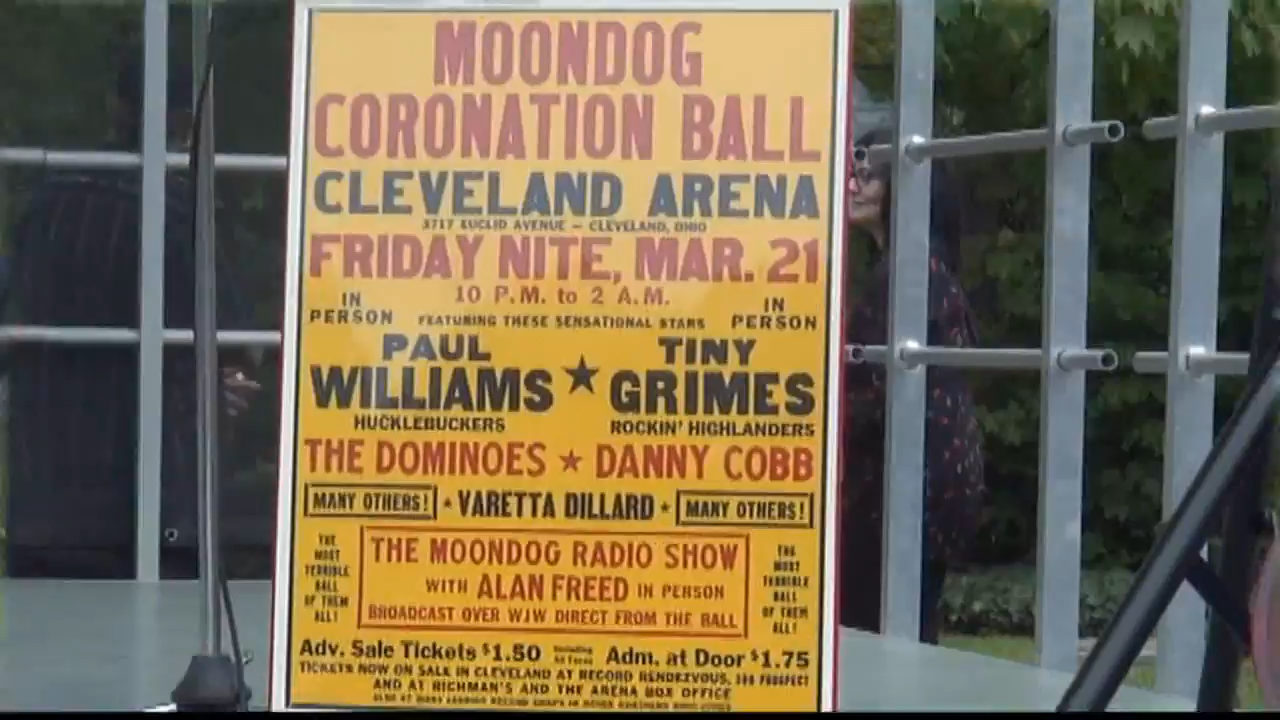 MOONDOG
CORONATION BALL
CLEVELAND ARENA
3717 EUCLID AVENUE - CLEVELAND, OHIO
FRIDAY NITE, MAR. 21
10 P.M. to 2 A.M.
IN PERSON
FEATURING THESE SENSATIONAL STARS
IN PERSON
PAUL WILLIAMS
HUCKLEBUCKERS
★
TINY GRIMES
ROCKIN' HIGHLANDERS
THE DOMINOES ★ DANNY COBB
MANY OTHERS! ★ VARETTA DILLARD ★ MANY OTHERS!
THE MOST TERRIBLE BALL OF THEM ALL!
THE MOONDOG RADIO SHOW
WITH ALAN FREED IN PERSON
BROADCAST OVER WJW DIRECT FROM THE BALL
THE MOST TERRIBLE BALL OF THEM ALL!
Adv. Sale Tickets $1.50 Adm. at Door $1.75
TICKETS NOW ON SALE IN CLEVELAND AT RECORD RENDEZVOUS, 300 PROSPECT
AND AT RICHMAN'S AND THE ARENA BOX OFFICE